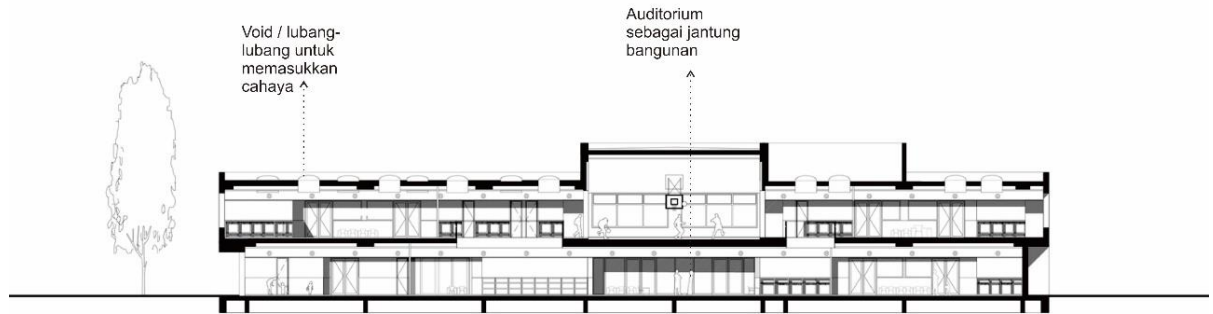 Void / lubang-
lubang untuk
memasukkan
cahaya
Auditorium
sebagai jantung
bangunan